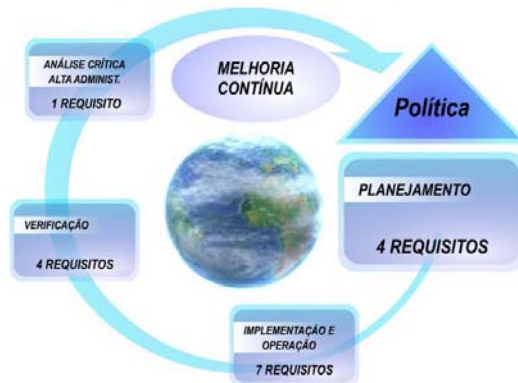 ANÁLISE CRÍTICA
ALTA ADMINIST.
1 REQUISITO
MELHORIA
CONTÍNUA
Política
PLANEJAMENTO
4 REQUISITOS
VERIFICAÇÃO
4 REQUISITOS
IMPLEMENTAÇÃO E
OPERAÇÃO
7 REQUISITOS